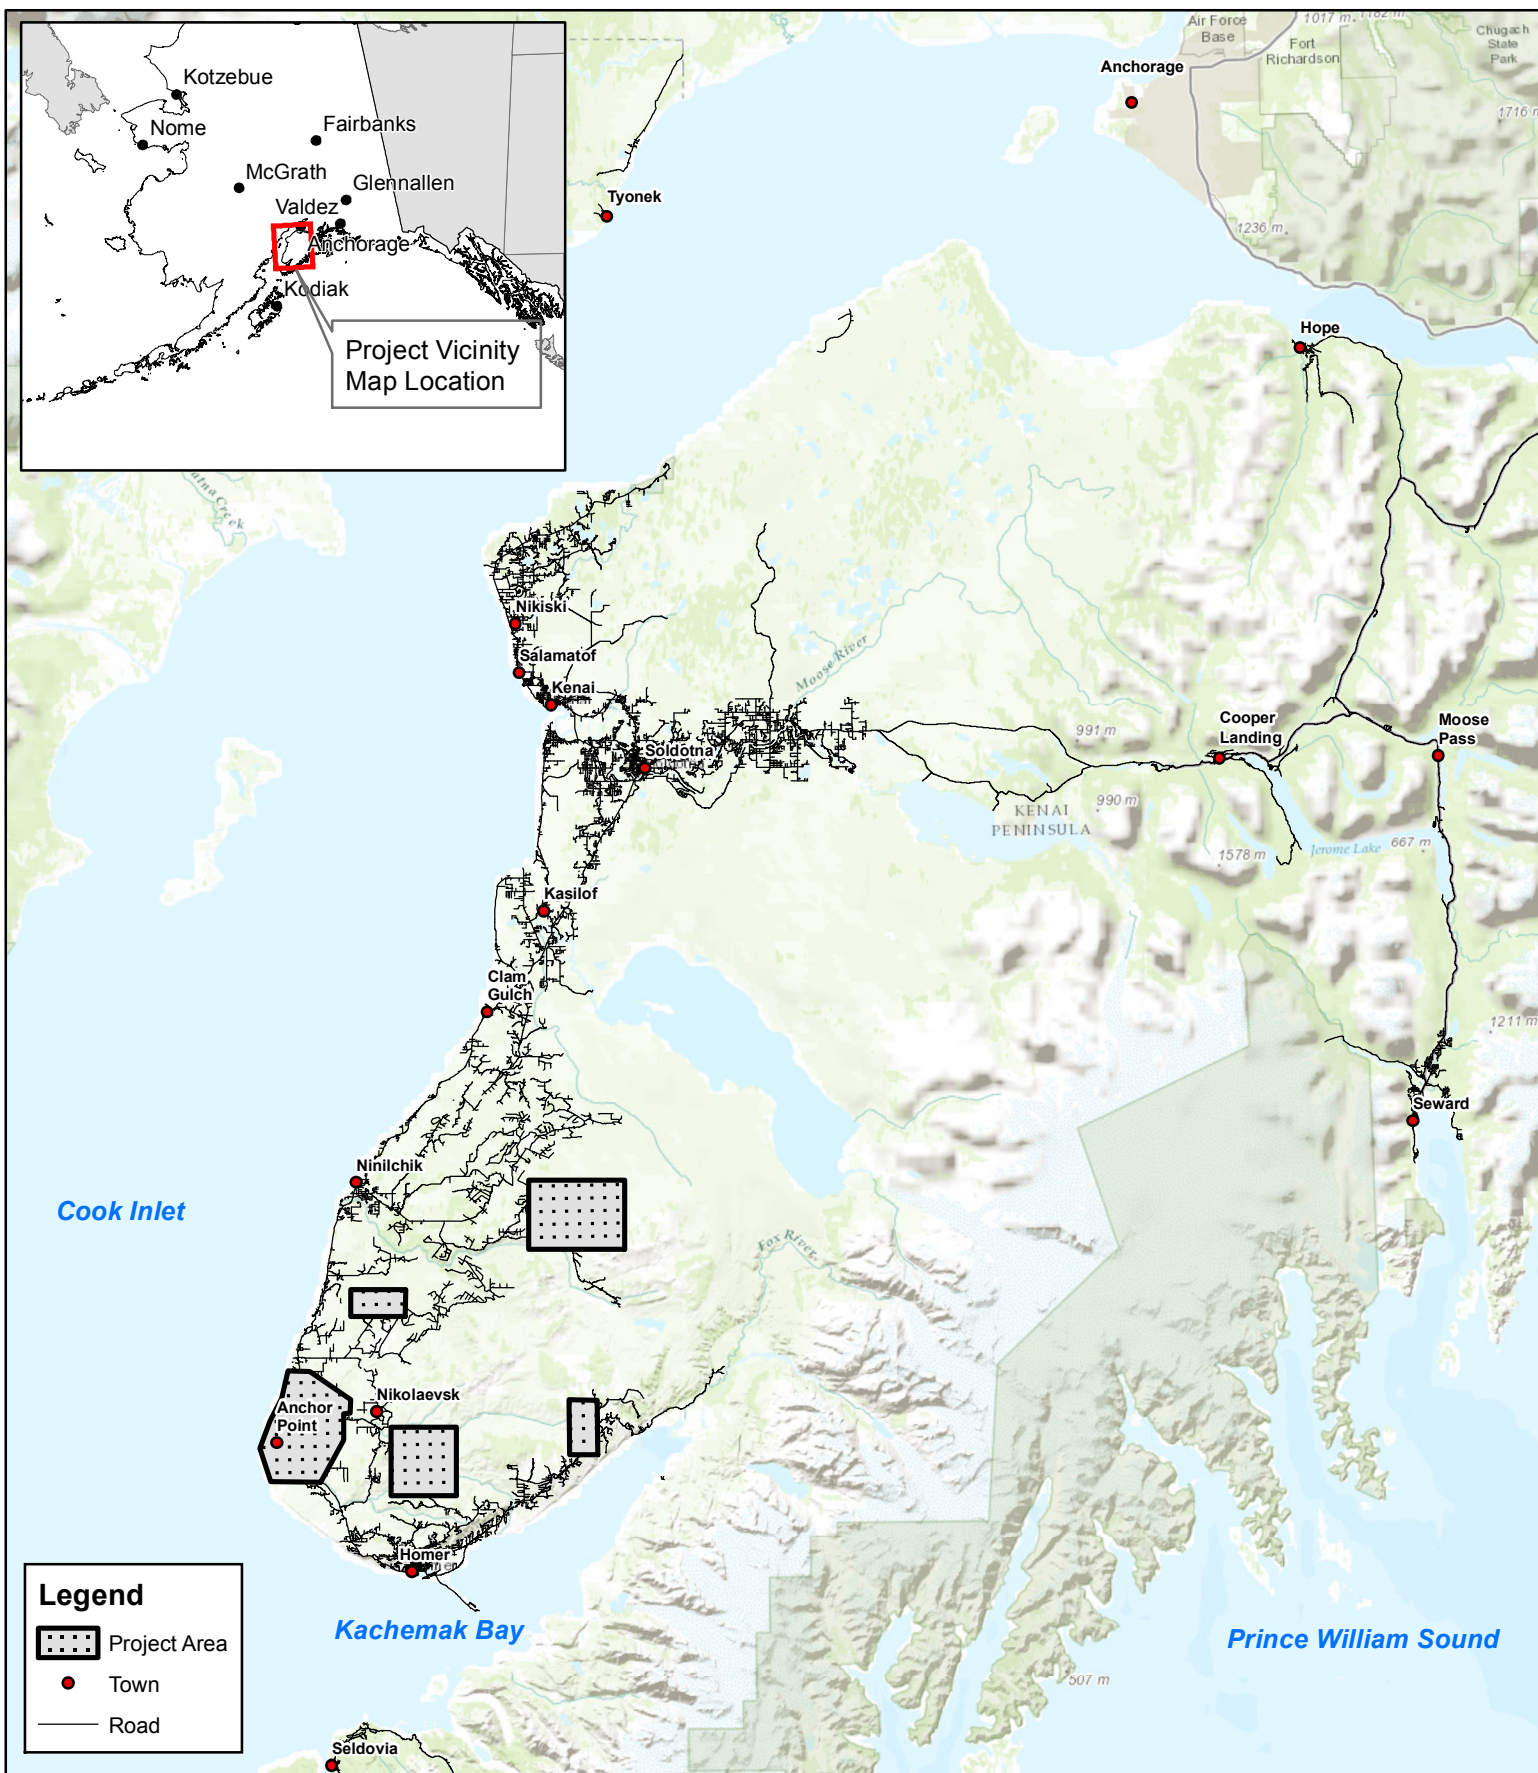 Kotzebue
Nome
Fairbanks
McGrath
Glennallen
Valdez
Anchorage
Kodiak
Project Vicinity
Map Location
Air Force
Base
1017 m
1182 m
Fort
Richardson
Chugach
State
Park
Anchorage
1716 m
Tyonek
1236 m
Hope
Creek
Nikiski
Salamatof
Kenai
Moose River
Soldotna
991 m
Cooper
Landing
Moose
Pass
KENAI
PENINSULA
990 m
1578 m
Jerome Lake
667 m
Kasilof
Clam
Gulch
1211 m
Seward
Ninilchik
Cook Inlet
Fox River
Anchor
Point
Nikolaevsk
Homer
Kachemak Bay
Prince William Sound
507 m
Seldovia
Legend
Project Area
Town
Road